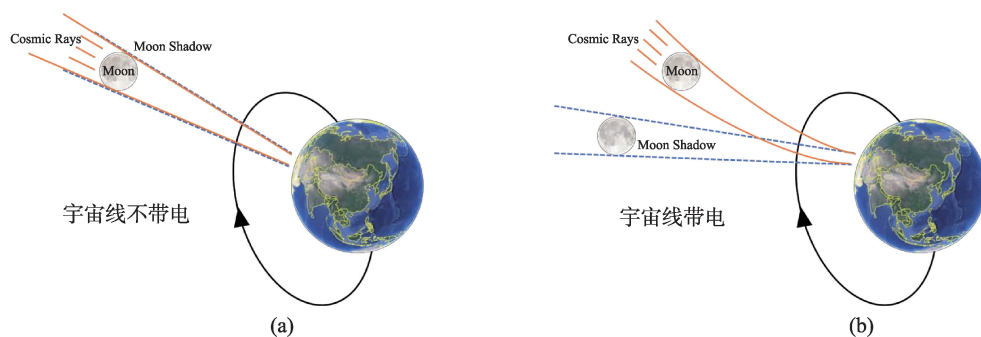 Cosmic Rays
Moon Shadow
Moon
宇宙线不带电
(a)
Cosmic Rays
Moon
Moon Shadow
宇宙线带电
(b)